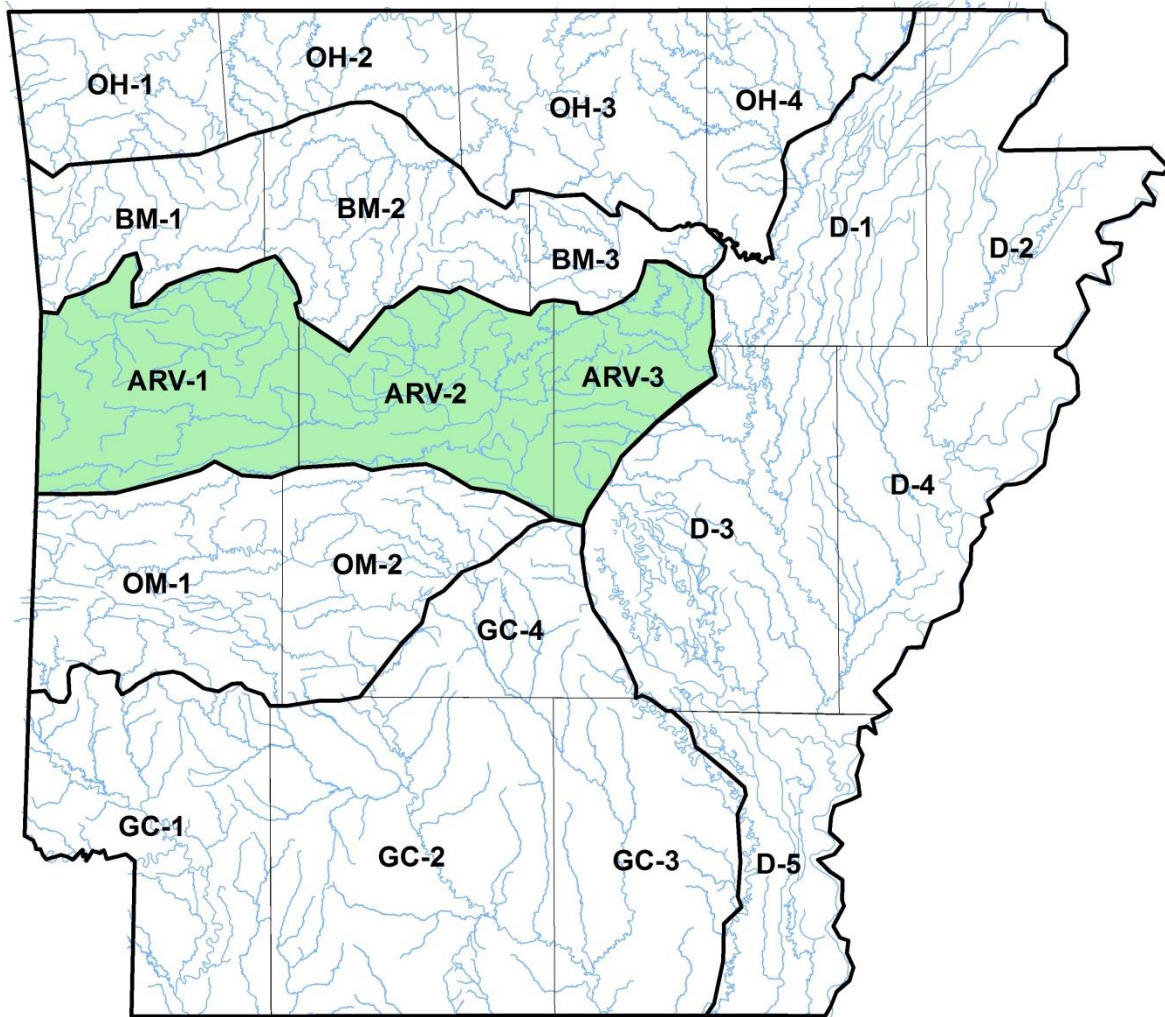 OH-1
OH-2
OH-3
OH-4
BM-1
BM-2
BM-3
D-1
D-2
ARV-1
ARV-2
ARV-3
D-3
D-4
OM-1
OM-2
GC-4
GC-1
GC-2
GC-3
D-5